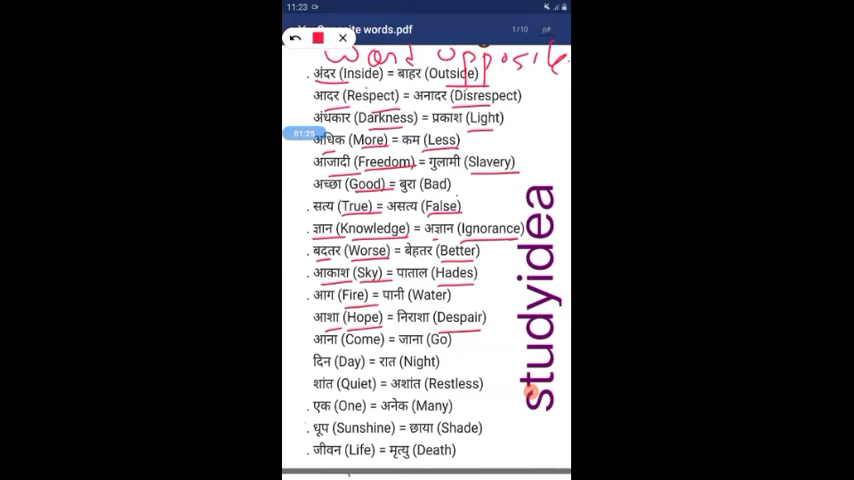 11:23
Opposite words.pdf
1/10
word opposite
. अंदर (Inside) = बाहर (Outside)
आदर (Respect) = अनादर (Disrespect)
अंधकार (Darkness) = प्रकाश (Light)
01:25
अधिक (More) = कम (Less)
आजादी (Freedom) = गुलामी (Slavery)
अच्छा (Good) = बुरा (Bad)
. सत्य (True) = असत्य (False)
. ज्ञान (Knowledge) = अज्ञान (Ignorance)
. बदतर (Worse) = बेहतर (Better)
. आकाश (Sky) = पाताल (Hades)
. आग (Fire) = पानी (Water)
आशा (Hope) = निराशा (Despair)
आना (Come) = जाना (Go)
दिन (Day) = रात (Night)
शांत (Quiet) = अशांत (Restless)
. एक (One) = अनेक (Many)
. धूप (Sunshine) = छाया (Shade)
. जीवन (Life) = मृत्यु (Death)
studyidea